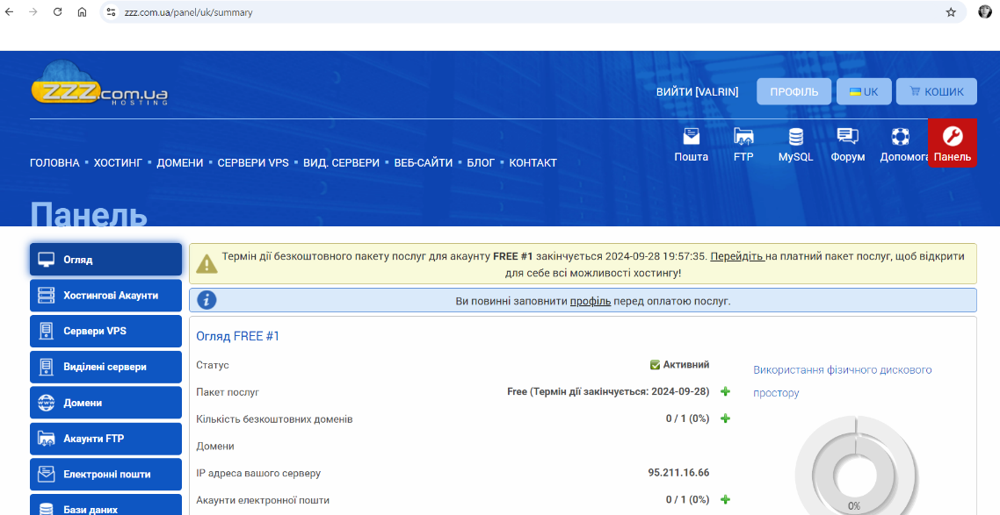 zzz.com.ua/panel/uk/summary
ZZZ.com.ua
HOSTING
ВИЙТИ [VALRIN]
ПРОФІЛЬ
UK
КОШИК
Пошта
FTP
MySQL
Форум
Допомога
Панель
ГОЛОВНА ▪ ХОСТИНГ ▪ ДОМЕНИ ▪ СЕРВЕРИ VPS ▪ ВИД. СЕРВЕРИ ▪ ВЕБ-САЙТИ ▪ БЛОГ ▪ КОНТАКТ
Панель
Огляд
Хостингові Акаунти
Сервери VPS
Виділені сервери
Домени
Акаунти FTP
Електронні пошти
Бази даних
Термін дії безкоштовного пакету послуг для акаунту FREE #1 закінчується 2024-09-28 19:57:35. Перейдіть на платний пакет послуг, щоб відкрити
для себе всі можливості хостингу!
Ви повинні заповнити профіль перед оплатою послуг.
Огляд FREE #1
Статус Активний
Пакет послуг Free (Термін дії закінчується: 2024-09-28)
Кількість безкоштовних доменів 0 / 1 (0%)
Домени
IP адреса вашого серверу 95.211.16.66
Акаунти електронної пошти 0 / 1 (0%)
Використання фізичного дискового
простору
0%